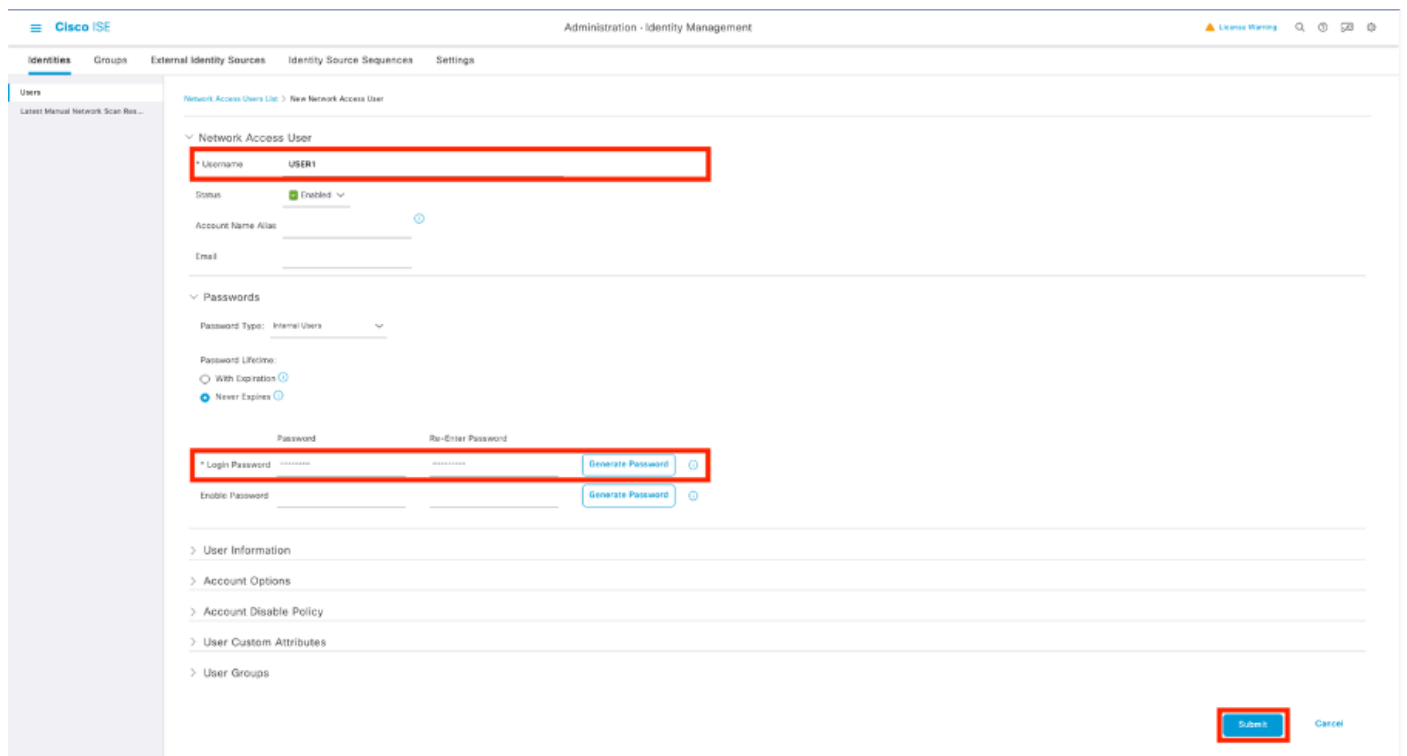 Cisco ISE
Administration - Identity Management
License Warning
Identities Groups External Identity Sources Identity Source Sequences Settings
Users
Latest Manual Network Scan Res...
Network Access Users List > New Network Access User
Network Access User
* Username USER1
Status Enabled
Account Name Alias
Email
Passwords
Password Type: Internal Users
Password Lifetime:
With Expiration
Never Expires
Password Re-Enter Password
* Login Password ········ ········· Generate Password
Enable Password Generate Password
User Information
Account Options
Account Disable Policy
User Custom Attributes
User Groups
Submit Cancel